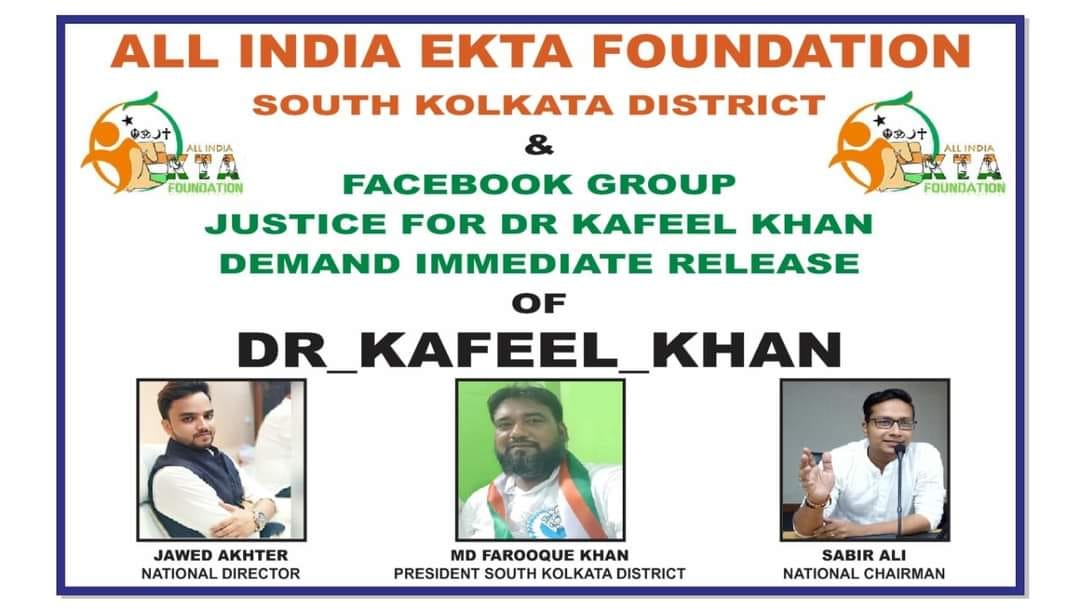 ALL INDIA EKTA FOUNDATION
SOUTH KOLKATA DISTRICT
&
ALL INDIA
EKTA
FOUNDATION
ALL INDIA
EKTA
FOUNDATION
FACEBOOK GROUP
JUSTICE FOR DR KAFEEL KHAN
DEMAND IMMEDIATE RELEASE
OF
DR_KAFEEL_KHAN
JAWED AKHTER
NATIONAL DIRECTOR
MD FAROOQUE KHAN
PRESIDENT SOUTH KOLKATA DISTRICT
SABIR ALI
NATIONAL CHAIRMAN